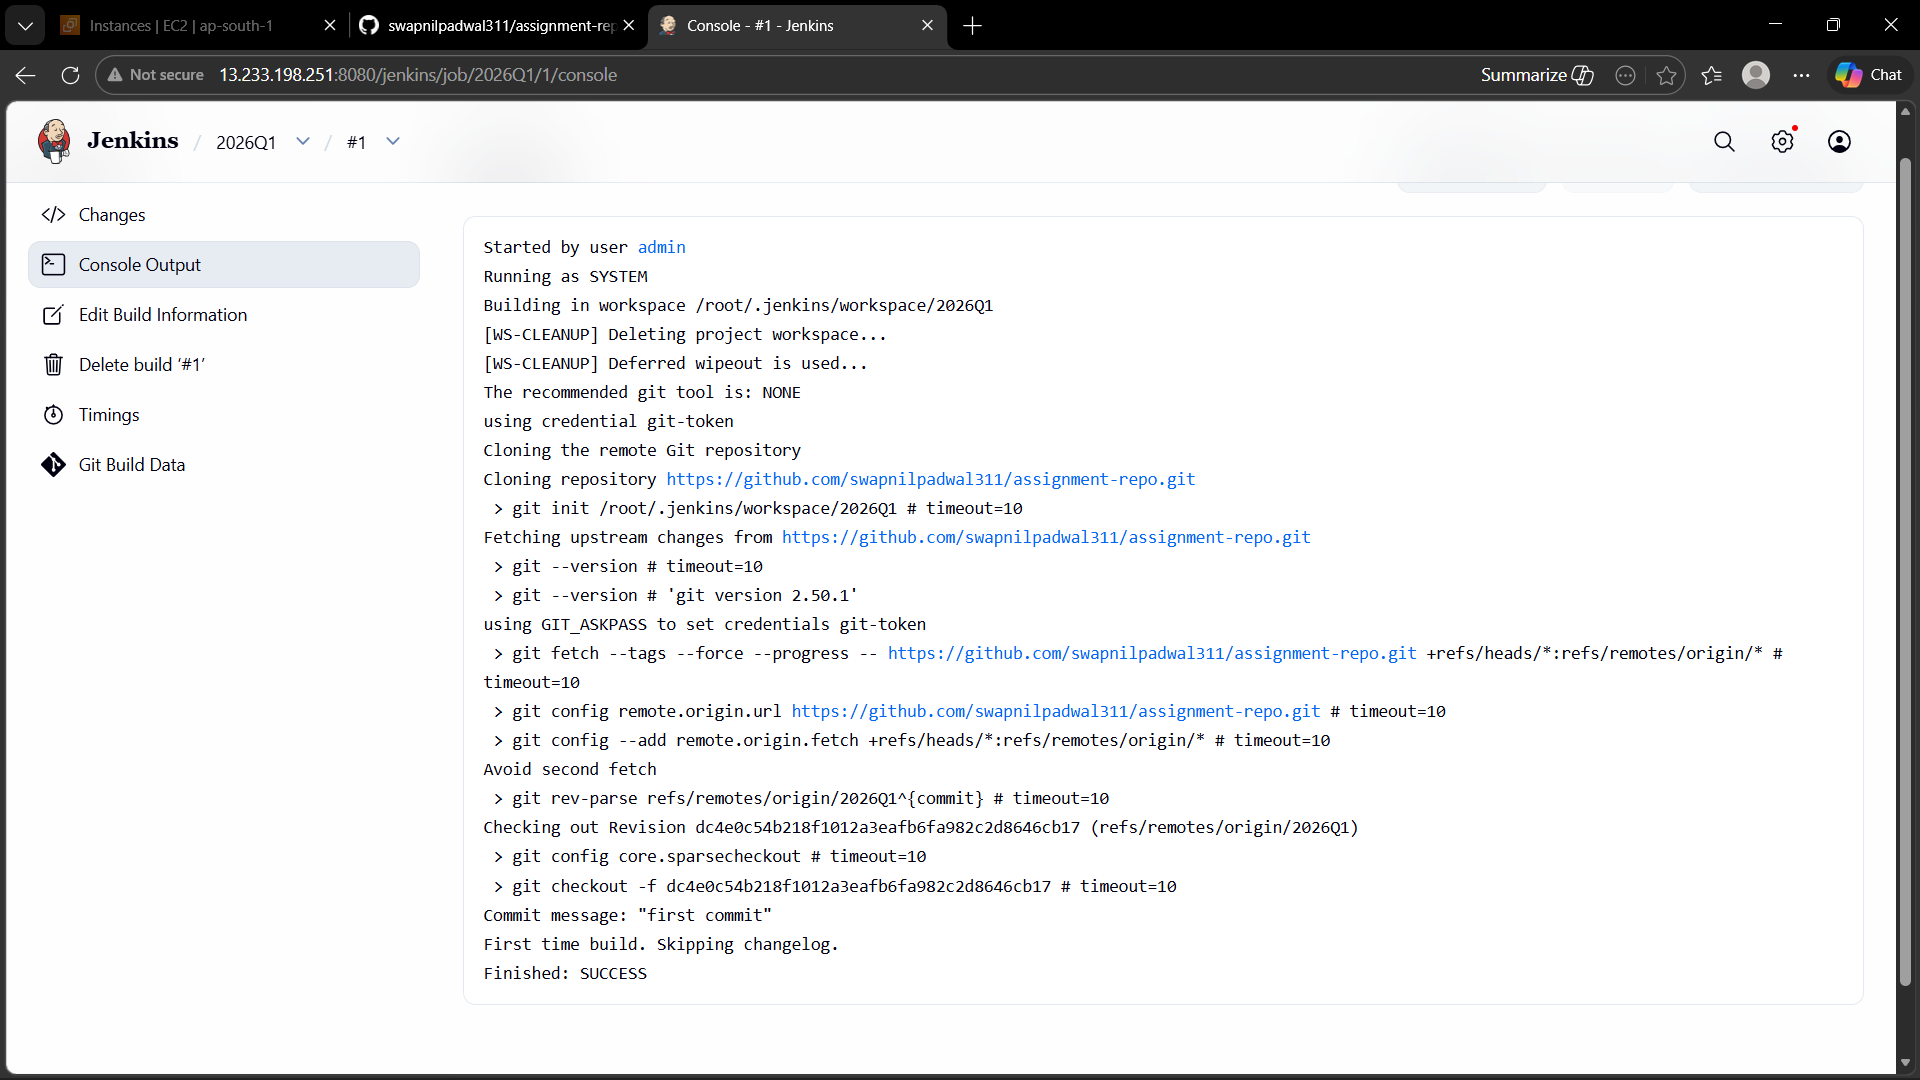 Instances | EC2 | ap-south-1
swapnilpadwal311/assignment-rep
Console - #1 - Jenkins
Not secure
13.233.198.251:8080/jenkins/job/2026Q1/1/console
Summarize
Chat
Jenkins / 2026Q1 / #1
Changes
Console Output
Edit Build Information
Delete build ‘#1’
Timings
Git Build Data
Started by user admin
Running as SYSTEM
Building in workspace /root/.jenkins/workspace/2026Q1
[WS-CLEANUP] Deleting project workspace...
[WS-CLEANUP] Deferred wipeout is used...
The recommended git tool is: NONE
using credential git-token
Cloning the remote Git repository
Cloning repository https://github.com/swapnilpadwal311/assignment-repo.git
> git init /root/.jenkins/workspace/2026Q1 # timeout=10
Fetching upstream changes from https://github.com/swapnilpadwal311/assignment-repo.git
> git --version # timeout=10
> git --version # 'git version 2.50.1'
using GIT_ASKPASS to set credentials git-token
> git fetch --tags --force --progress -- https://github.com/swapnilpadwal311/assignment-repo.git +refs/heads/*:refs/remotes/origin/* #
timeout=10
> git config remote.origin.url https://github.com/swapnilpadwal311/assignment-repo.git # timeout=10
> git config --add remote.origin.fetch +refs/heads/*:refs/remotes/origin/* # timeout=10
Avoid second fetch
> git rev-parse refs/remotes/origin/2026Q1^{commit} # timeout=10
Checking out Revision dc4e0c54b218f1012a3eafb6fa982c2d8646cb17 (refs/remotes/origin/2026Q1)
> git config core.sparsecheckout # timeout=10
> git checkout -f dc4e0c54b218f1012a3eafb6fa982c2d8646cb17 # timeout=10
Commit message: "first commit"
First time build. Skipping changelog.
Finished: SUCCESS